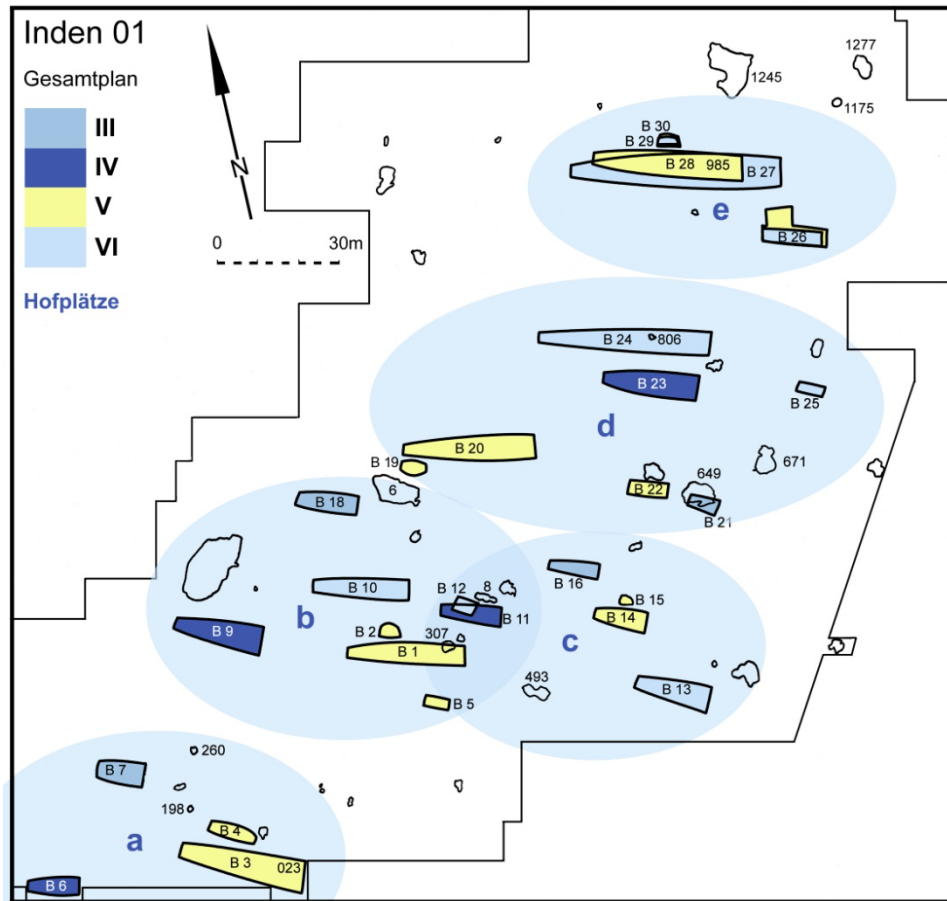 Inden 01
Gesamtplan
III
IV
V
VI
Hofplätze
N
0 30m
1245
1277
1175
B 30
B 29
B 28 985 B 27
e
B 26
B 24 806
B 23
B 25
d
B 20
B 19
6
B 18
B 22
649
671
B 21
B 16
B 10
B 12 8
B 11
B 15
B 14
b
B 9
B 2
307
B 1
c
493
B 13
B 5
260
B 7
198
a
B 4
B 3 023
B 6